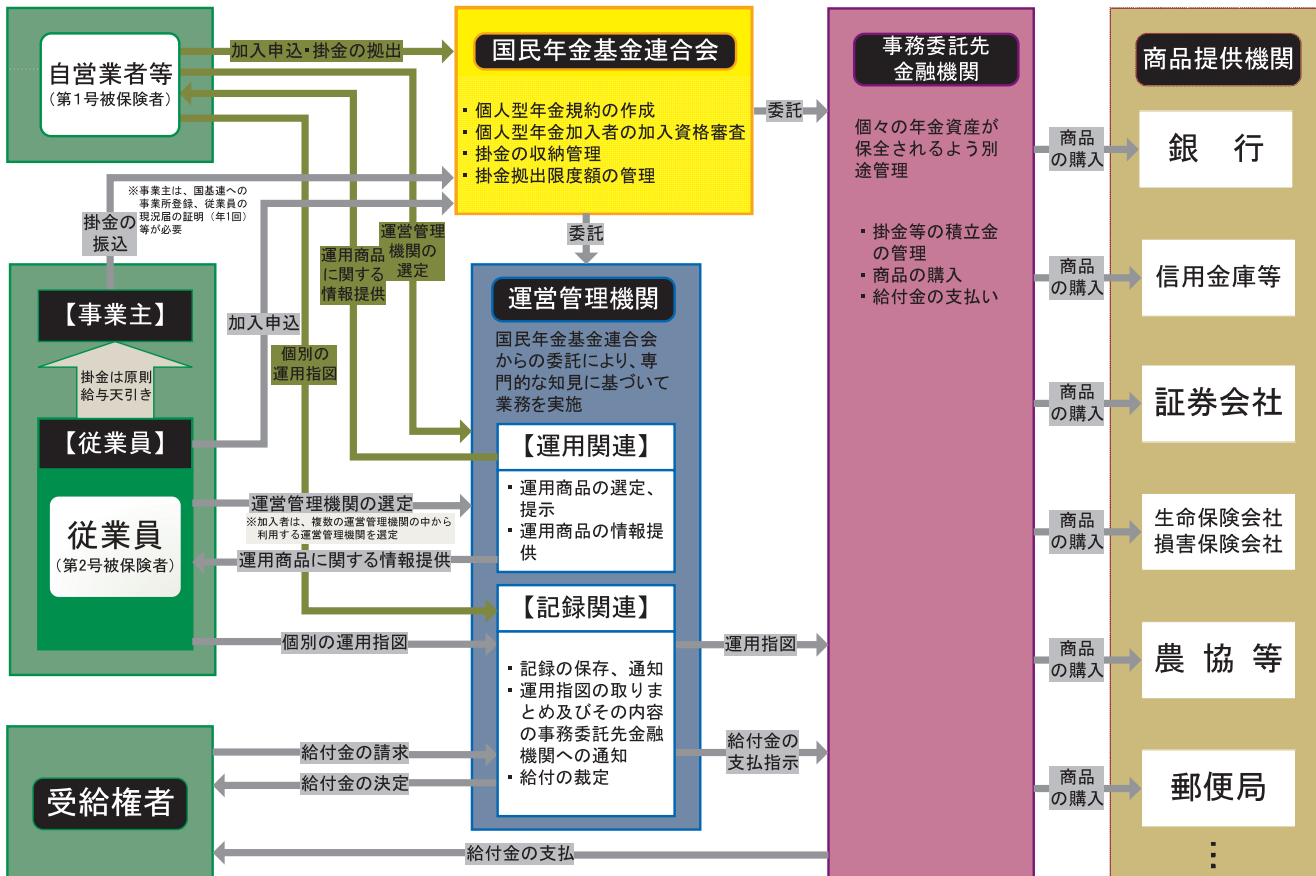 自営業者等
(第1号被保険者)
加入申込・掛金の拠出
国民年金基金連合会
・個人型年金規約の作成
・個人型年金加入者の加入資格審査
・掛金の収納管理
・掛金拠出限度額の管理
委託
事務委託先
金融機関
個々の年金資産が
保全されるよう別
途管理
・掛金等の積立金
の管理
・商品の購入
・給付金の支払い
商品提供機関
商品
の購入
銀 行
商品
の購入
信用金庫等
商品
の購入
証券会社
商品
の購入
生命保険会社
損害保険会社
商品
の購入
農 協 等
商品
の購入
郵便局
⋮
※事業主は、国基連への
事業所登録、従業員の
現況届の証明(年1回)
等が必要
掛金の
振込
運用商品
に関する
情報提供
運営管理
機関の
選定
委託
【事業主】
加入申込
掛金は原則
給与天引き
個別の
運用指図
【従業員】
従業員
(第2号被保険者)
運営管理機関
国民年金基金連合会
からの委託により、専
門的な知見に基づいて
業務を実施
【運用関連】
・運用商品の選定、
提示
・運用商品の情報提
供
運営管理機関の選定
※加入者は、複数の運営管理機関の中から
利用する運営管理機関を選定
運用商品に関する情報提供
【記録関連】
・記録の保存、通知
・運用指図の取りま
とめ及びその内容
の事務委託先金融
機関への通知
・給付の裁定
個別の運用指図
運用指図
給付金の請求
給付金の決定
給付金の
支払指示
受給権者
給付金の支払